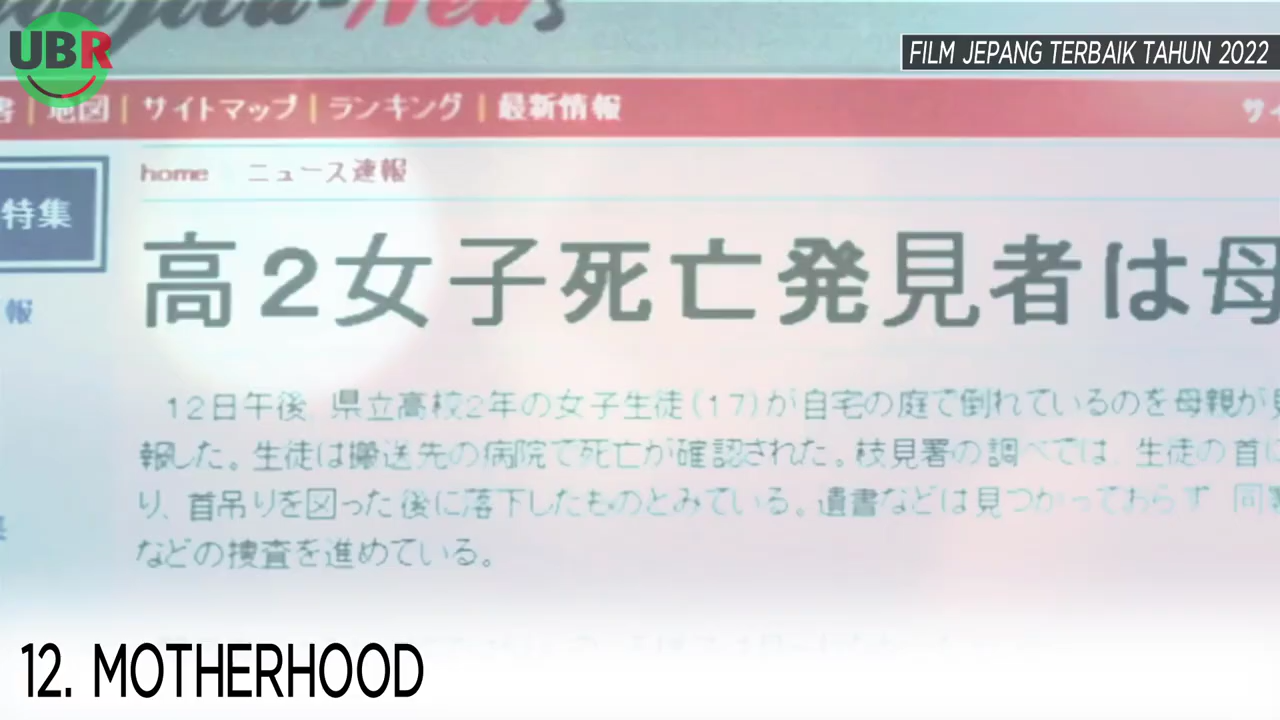 News
UBR
FILM JEPANG TERBAIK TAHUN 2022
書 | 地図 | サイトマップ | ランキング | 最新情報
サイ
home ニュース速報
特集
高2女子死亡発見者は母
報
12日午後 県立高校2年の女子生徒(17)が自宅の庭で倒れているのを母親が
報した。生徒は搬送先の病院で死亡が確認された。枝見署の調べでは 生徒の首に
り、首吊りを図った後に落下したものとみている。遺書などは見つかっておらず 同
などの捜査を進めている。
12. MOTHERHOOD